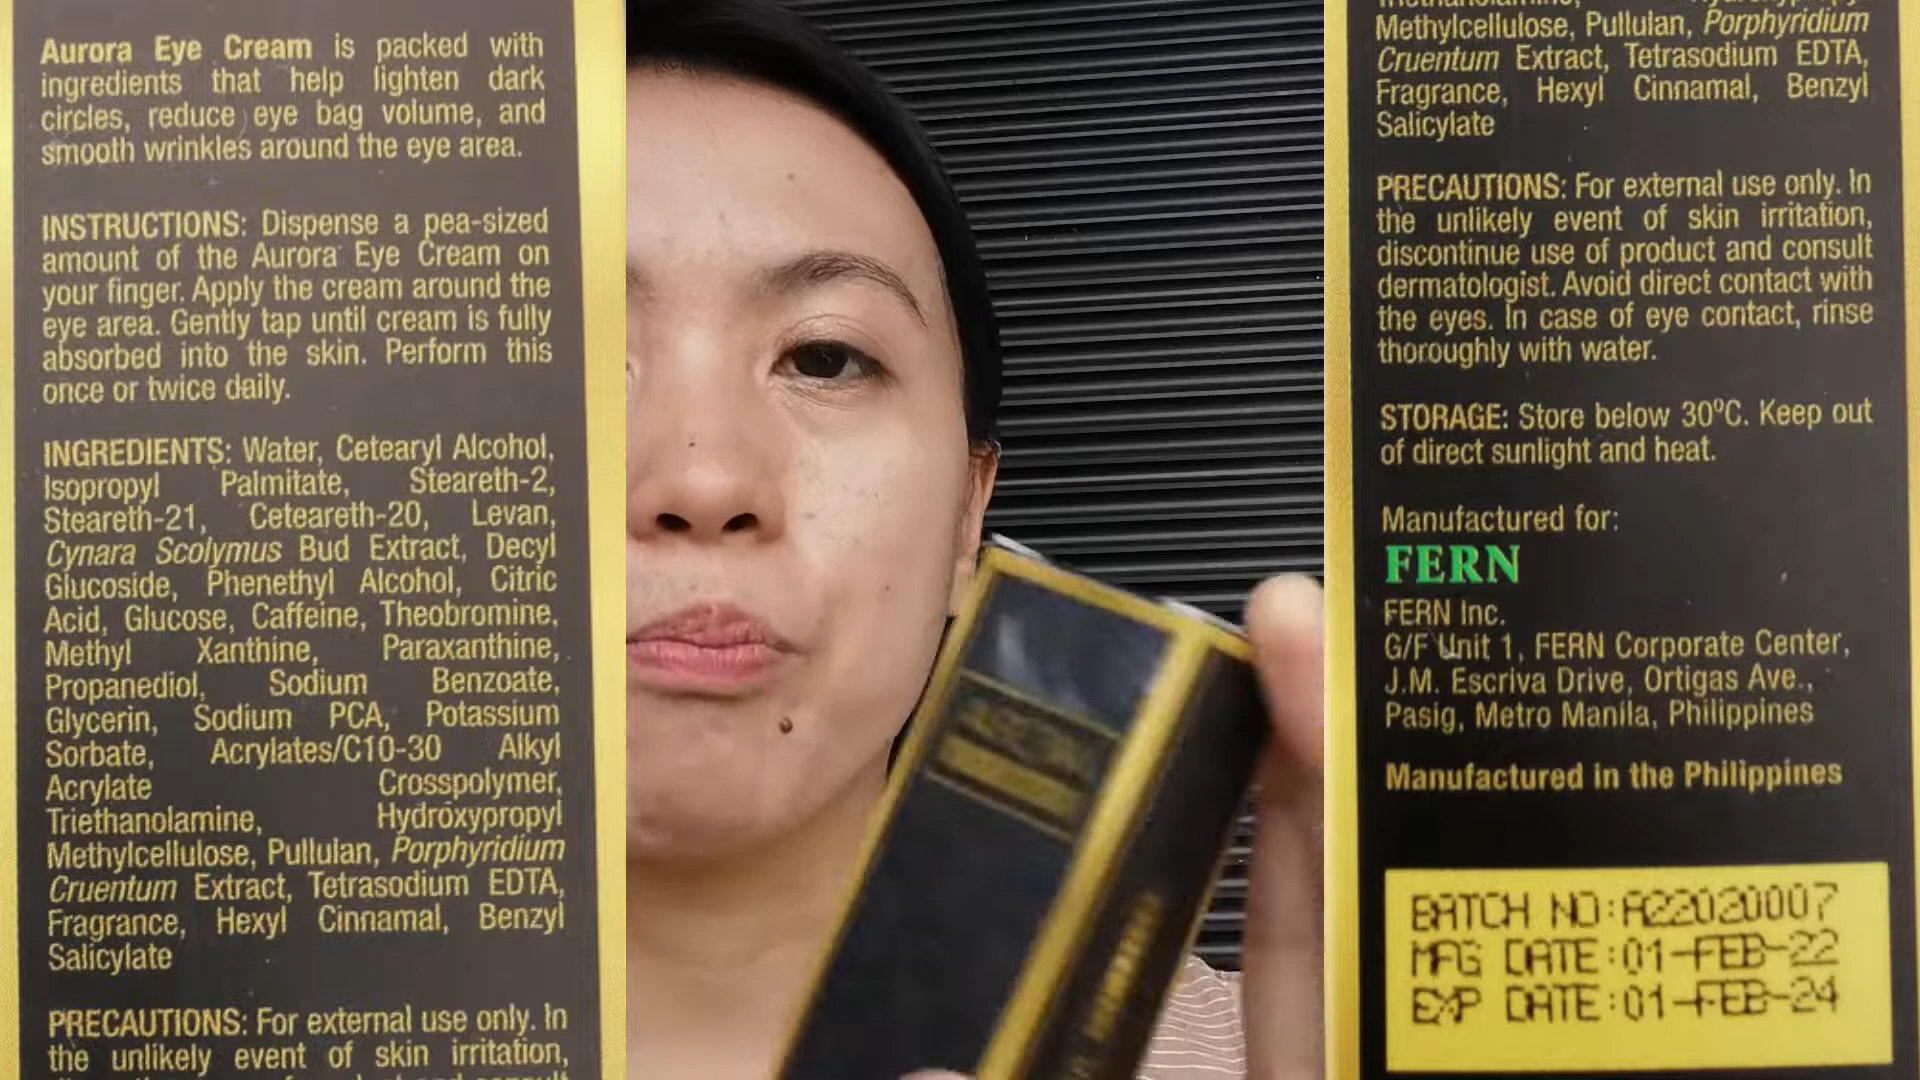 Aurora Eye Cream is packed with
ingredients that help lighten dark
circles, reduce eye bag volume, and
smooth wrinkles around the eye area.
INSTRUCTIONS: Dispense a pea-sized
amount of the Aurora Eye Cream on
your finger. Apply the cream around the
eye area. Gently tap until cream is fully
absorbed into the skin. Perform this
once or twice daily.
INGREDIENTS: Water, Cetearyl Alcohol,
Isopropyl Palmitate, Steareth-2,
Steareth-21, Ceteareth-20, Levan,
Cynara Scolymus Bud Extract, Decyl
Glucoside, Phenethyl Alcohol, Citric
Acid, Glucose, Caffeine, Theobromine,
Methyl Xanthine, Paraxanthine,
Propanediol, Sodium Benzoate,
Glycerin, Sodium PCA, Potassium
Sorbate, Acrylates/C10-30 Alkyl
Acrylate Crosspolymer,
Triethanolamine, Hydroxypropyl
Methylcellulose, Pullulan, Porphyridium
Cruentum Extract, Tetrasodium EDTA,
Fragrance, Hexyl Cinnamal, Benzyl
Salicylate
PRECAUTIONS: For external use only. In
the unlikely event of skin irritation,
Triethanolamine, Hydroxypropyl
Methylcellulose, Pullulan, Porphyridium
Cruentum Extract, Tetrasodium EDTA,
Fragrance, Hexyl Cinnamal, Benzyl
Salicylate
PRECAUTIONS: For external use only. In
the unlikely event of skin irritation,
discontinue use of product and consult
dermatologist. Avoid direct contact with
the eyes. In case of eye contact, rinse
thoroughly with water.
STORAGE: Store below 30ºC. Keep out
of direct sunlight and heat.
Manufactured for:
FERN
FERN Inc.
G/F Unit 1, FERN Corporate Center,
J.M. Escriva Drive, Ortigas Ave.,
Pasig, Metro Manila, Philippines
Manufactured in the Philippines
BATCH NO:A22020007
MFG DATE:01-FEB-22
EXP DATE:01-FEB-24